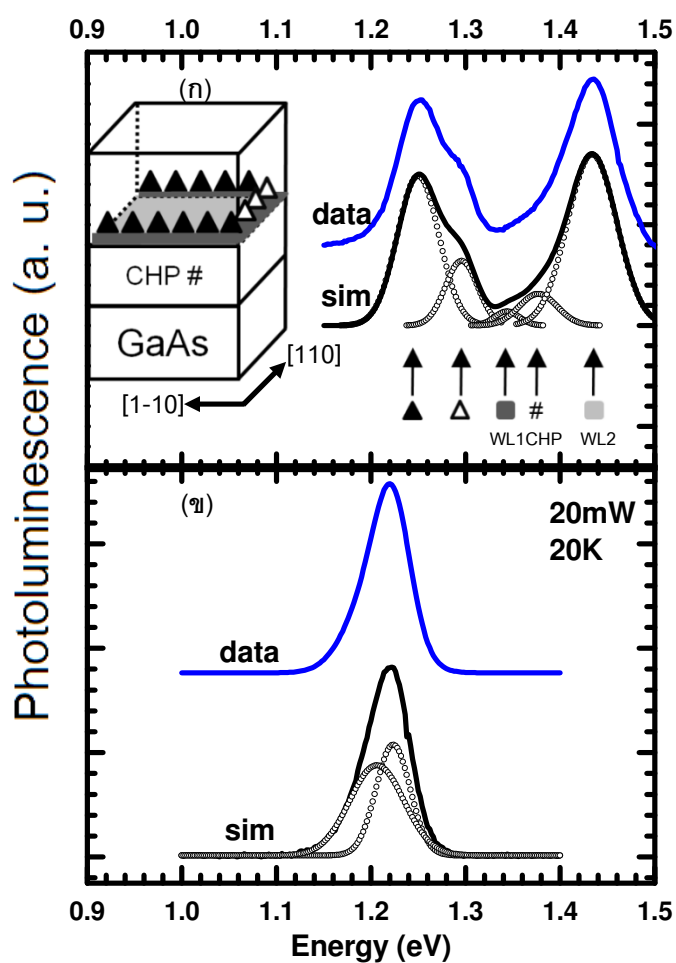 0.9 1.0 1.1 1.2 1.3 1.4 1.5
(ก)
data
CHP #
sim
GaAs
[110]
[1-10]
#
WL1CHP WL2
(ข)
20mW
20K
data
sim
Photoluminescence (a. u.)
0.9 1.0 1.1 1.2 1.3 1.4 1.5
Energy (eV)